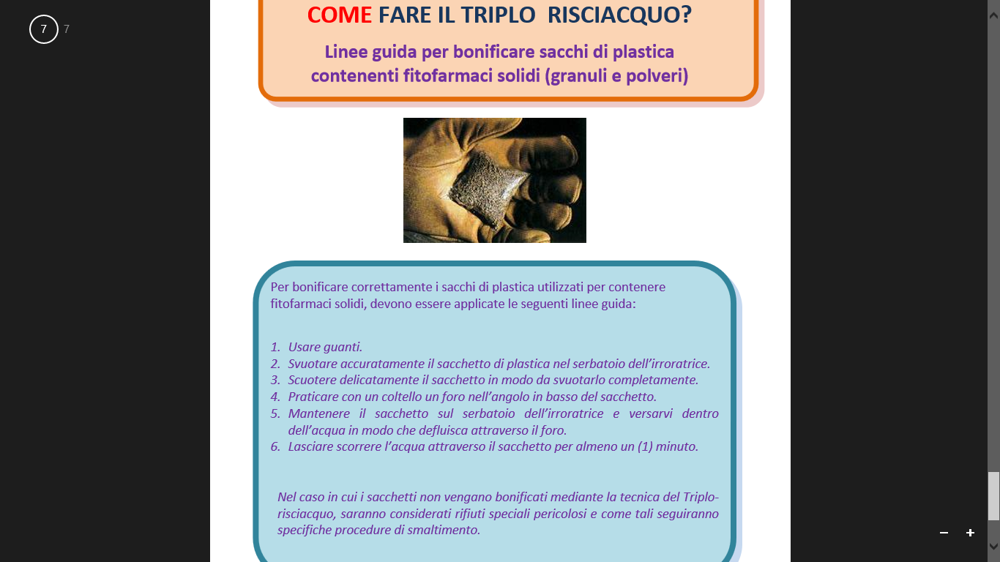 7 7
COME FARE IL TRIPLO RISCIACQUO?
Linee guida per bonificare sacchi di plastica
contenenti fitofarmaci solidi (granuli e polveri)
Per bonificare correttamente i sacchi di plastica utilizzati per contenere
fitofarmaci solidi, devono essere applicate le seguenti linee guida:
1. Usare guanti.
2. Svuotare accuratamente il sacchetto di plastica nel serbatoio dell’irroratrice.
3. Scuotere delicatamente il sacchetto in modo da svuotarlo completamente.
4. Praticare con un coltello un foro nell’angolo in basso del sacchetto.
5. Mantenere il sacchetto sul serbatoio dell’irroratrice e versarvi dentro
dell’acqua in modo che defluisca attraverso il foro.
6. Lasciare scorrere l’acqua attraverso il sacchetto per almeno un (1) minuto.
Nel caso in cui i sacchetti non vengano bonificati mediante la tecnica del Triplo-
risciacquo, saranno considerati rifiuti speciali pericolosi e come tali seguiranno
specifiche procedure di smaltimento.